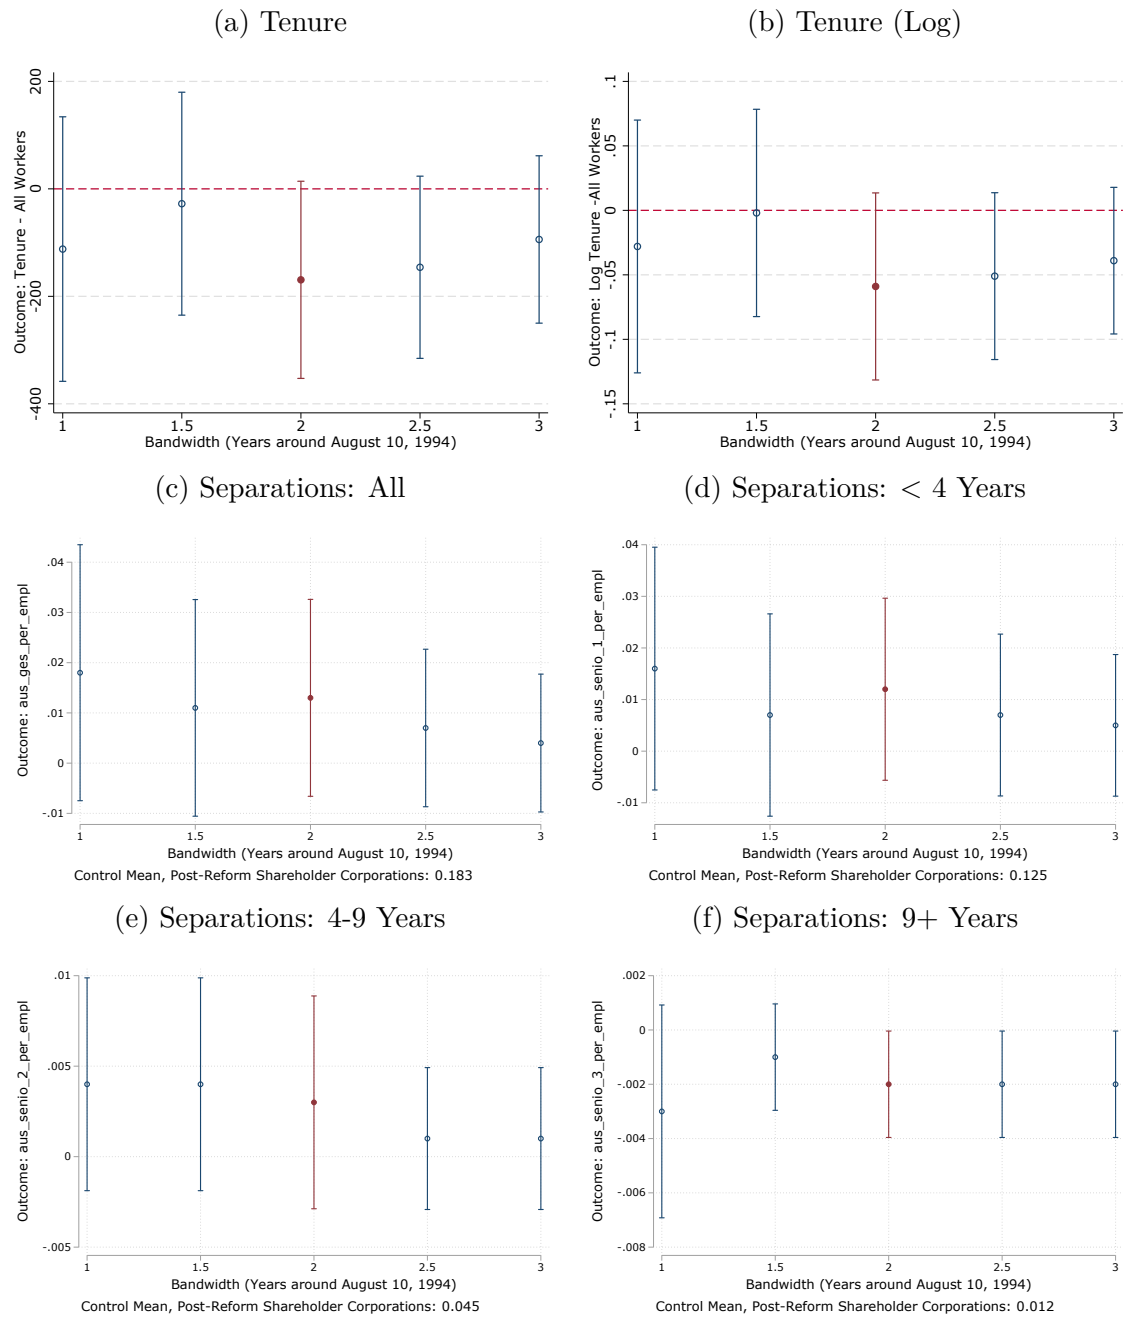 (a) Tenure
Outcome: Tenure - All Workers
200
0
-200
-400
1 1.5 2 2.5 3
Bandwidth (Years around August 10, 1994)
(b) Tenure (Log)
Outcome: Log Tenure -All Workers
.1
.05
0
-.05
-.1
-.15
1 1.5 2 2.5 3
Bandwidth (Years around August 10, 1994)
(c) Separations: All
Outcome: aus_ges_per_empl
.04
.03
.02
.01
0
-.01
1 1.5 2 2.5 3
Bandwidth (Years around August 10, 1994)
Control Mean, Post-Reform Shareholder Corporations: 0.183
(d) Separations: < 4 Years
Outcome: aus_senio_1_per_empl
.04
.03
.02
.01
0
-.01
1 1.5 2 2.5 3
Bandwidth (Years around August 10, 1994)
Control Mean, Post-Reform Shareholder Corporations: 0.125
(e) Separations: 4-9 Years
Outcome: aus_senio_2_per_empl
.01
.005
0
-.005
1 1.5 2 2.5 3
Bandwidth (Years around August 10, 1994)
Control Mean, Post-Reform Shareholder Corporations: 0.045
(f) Separations: 9+ Years
Outcome: aus_senio_3_per_empl
.002
0
-.002
-.004
-.006
-.008
1 1.5 2 2.5 3
Bandwidth (Years around August 10, 1994)
Control Mean, Post-Reform Shareholder Corporations: 0.012